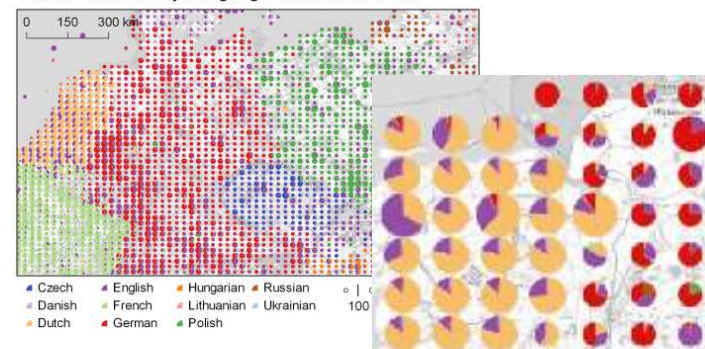 0 150 300 km
Czech English Hungarian Russian
Danish French Lithuanian Ukrainian
Dutch German Polish
100